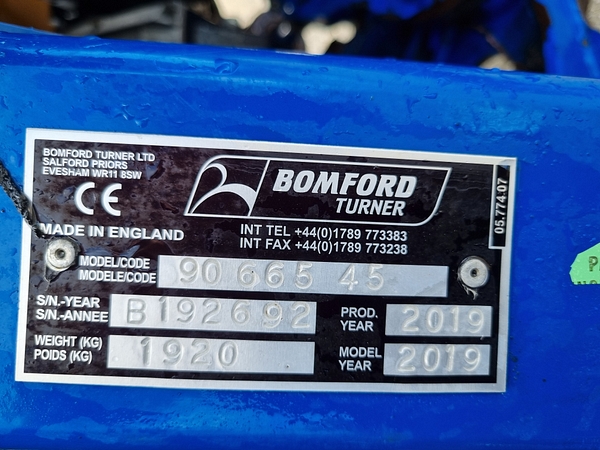 BOMFORD TURNER LTD
SALFORD PRIORS
EVESHAM WR11 8SW
CE
MADE IN ENGLAND
BOMFORD
TURNER
INT TEL +44(0)1789 773383
INT FAX +44(0)1789 773238
05.774.07
MODEL/CODE
MODELE/CODE
90 665 45
S/N.-YEAR
S/N.-ANNEE
B192692
PROD.
YEAR
2019
WEIGHT (KG)
POIDS (KG)
1920
MODEL
YEAR
2019
P